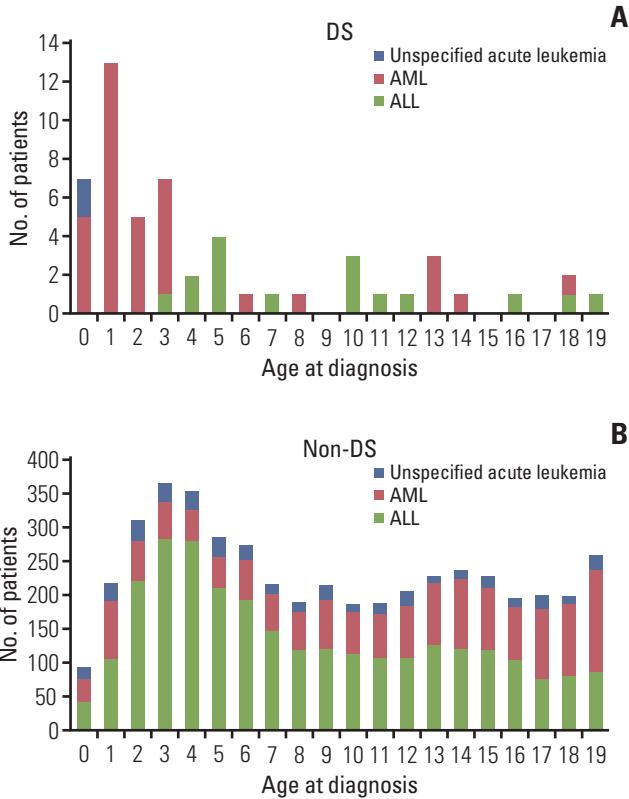 A
DS
Unspecified acute leukemia
AML
ALL
No. of patients
14
12
10
8
6
4
2
0
0 1 2 3 4 5 6 7 8 9 10 11 12 13 14 15 16 17 18 19
Age at diagnosis
B
Non-DS
Unspecified acute leukemia
AML
ALL
No. of patients
400
350
300
250
200
150
100
50
0
0 1 2 3 4 5 6 7 8 9 10 11 12 13 14 15 16 17 18 19
Age at diagnosis